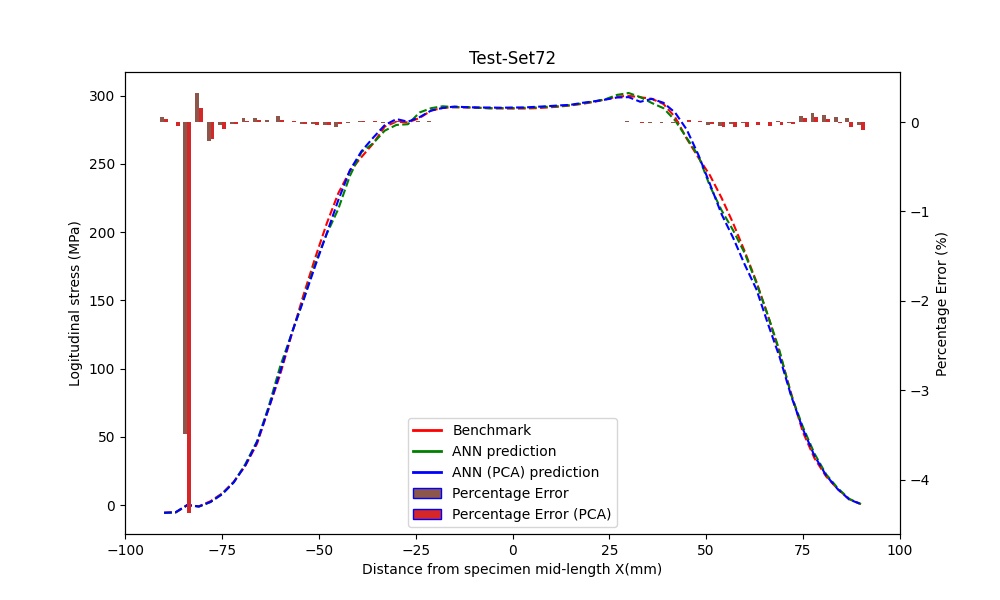 Test-Set72
300
250
200
150
100
50
0
Logitudinal stress (MPa)
0
−1
−2
−3
−4
Percentage Error (%)
Benchmark
ANN prediction
ANN (PCA) prediction
Percentage Error
Percentage Error (PCA)
−100 −75 −50 −25 0 25 50 75 100
Distance from specimen mid-length X(mm)